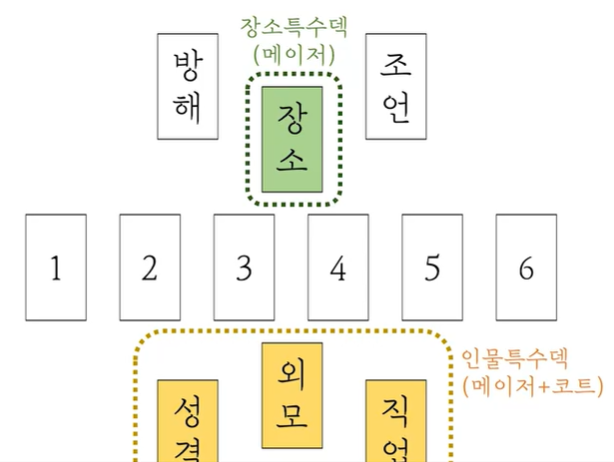 장소특수덱
(메이저)
방해
조언
장소
1 2 3 4 5 6
인물특수덱
(메이저+코트)
외모
성격
직업